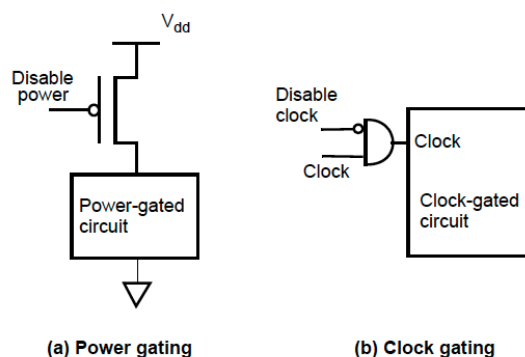 Vdd
Disable
power
Power-gated
circuit
(a) Power gating
Disable
clock
Clock
Clock
Clock-gated
circuit
(b) Clock gating